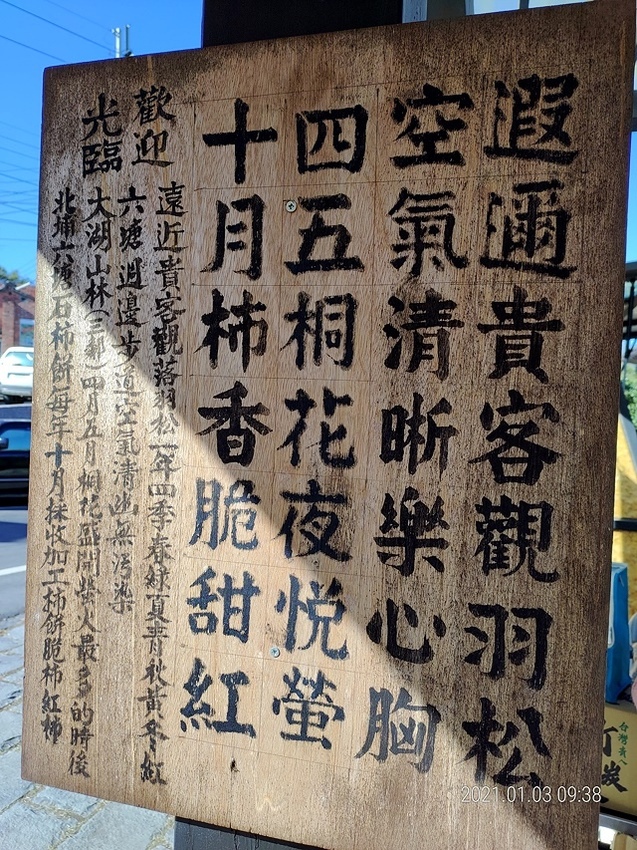 遐邇貴客觀羽松
空氣清晰樂心胸
四五桐花夜悦螢
十月柿香脆甜紅
歡迎
光臨
遠近貴客觀落羽松一年四季春綠夏青秋黃冬紅
六塘週邊步道空氣清幽無污染
大湖山林(三鄰)四月五月桐花盛開螢火最多的時後
北埔六塘石柿餅每年十月採收加工柿餅脆柿紅柿
2021.01.03 09:38